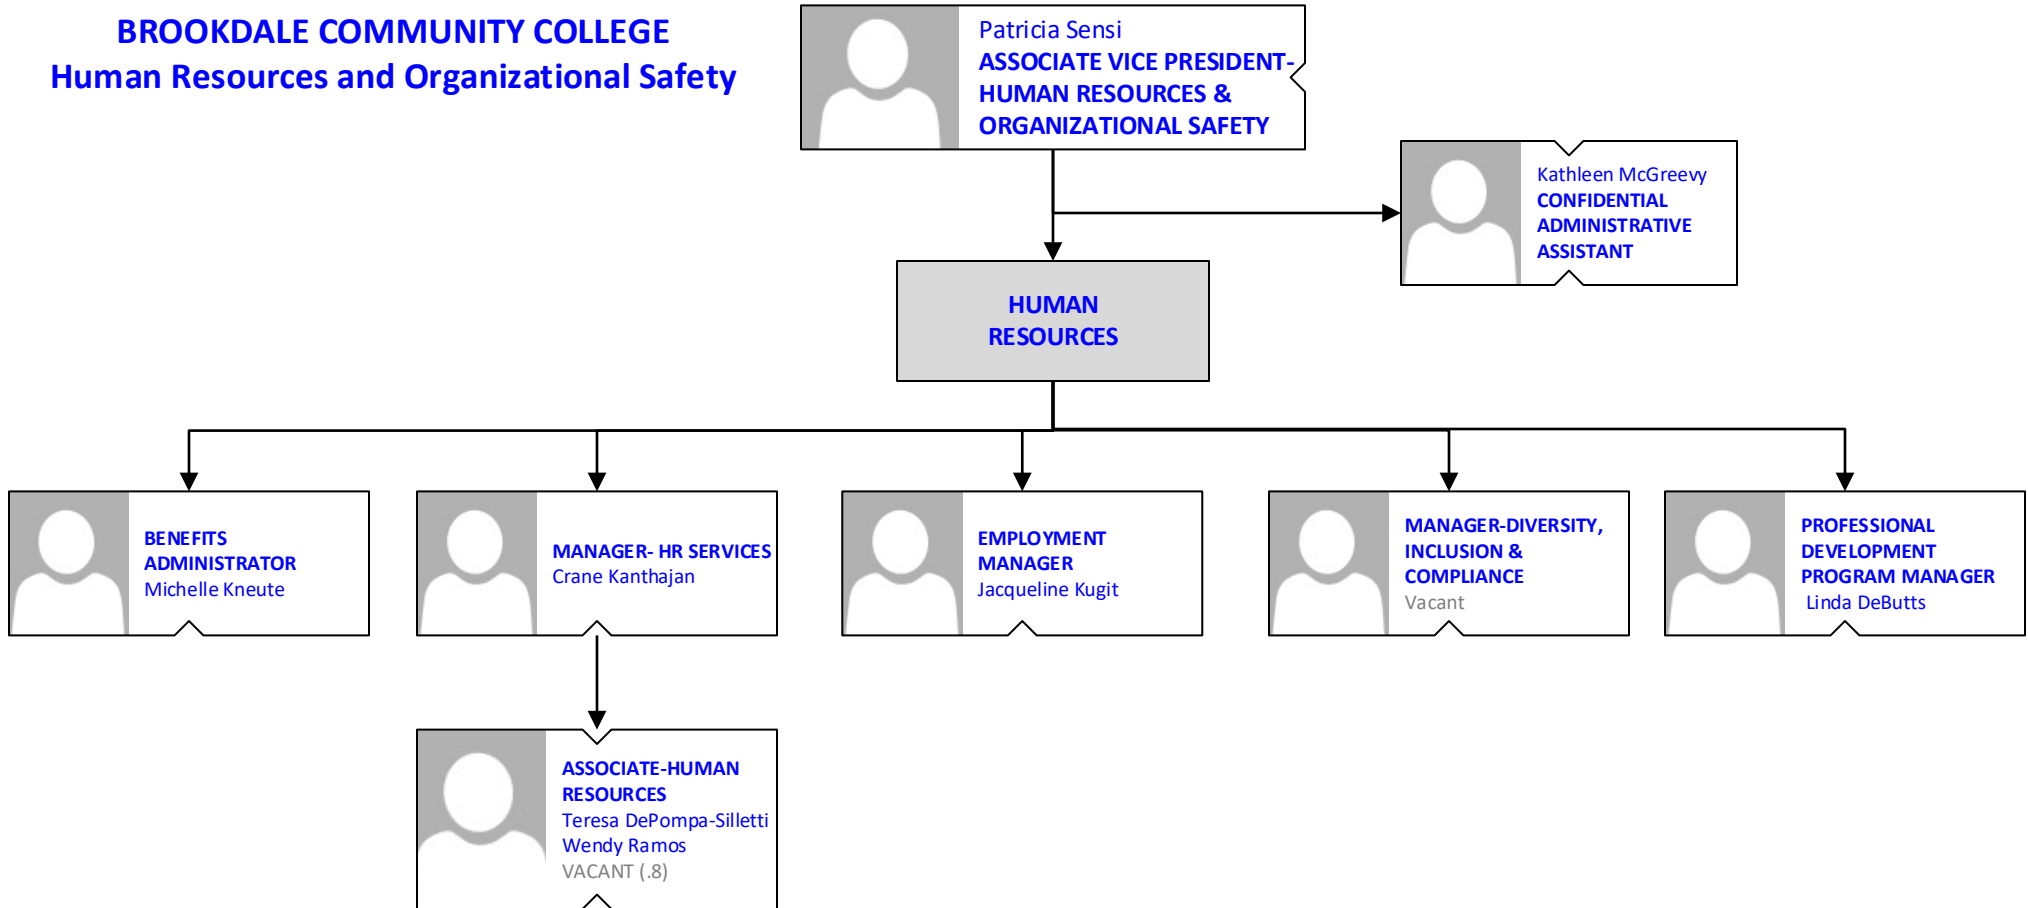 BROOKDALE COMMUNITY COLLEGE
Human Resources and Organizational Safety
Patricia Sensi
ASSOCIATE VICE PRESIDENT-
HUMAN RESOURCES &
ORGANIZATIONAL SAFETY
Kathleen McGreevy
CONFIDENTIAL
ADMINISTRATIVE
ASSISTANT
HUMAN
RESOURCES
BENEFITS
ADMINISTRATOR
Michelle Kneute
MANAGER- HR SERVICES
Crane Kanthajan
EMPLOYMENT
MANAGER
Jacqueline Kugit
MANAGER-DIVERSITY,
INCLUSION &
COMPLIANCE
Vacant
PROFESSIONAL
DEVELOPMENT
PROGRAM MANAGER
Linda DeButts
ASSOCIATE-HUMAN
RESOURCES
Teresa DePompa-Silletti
Wendy Ramos
VACANT (.8)